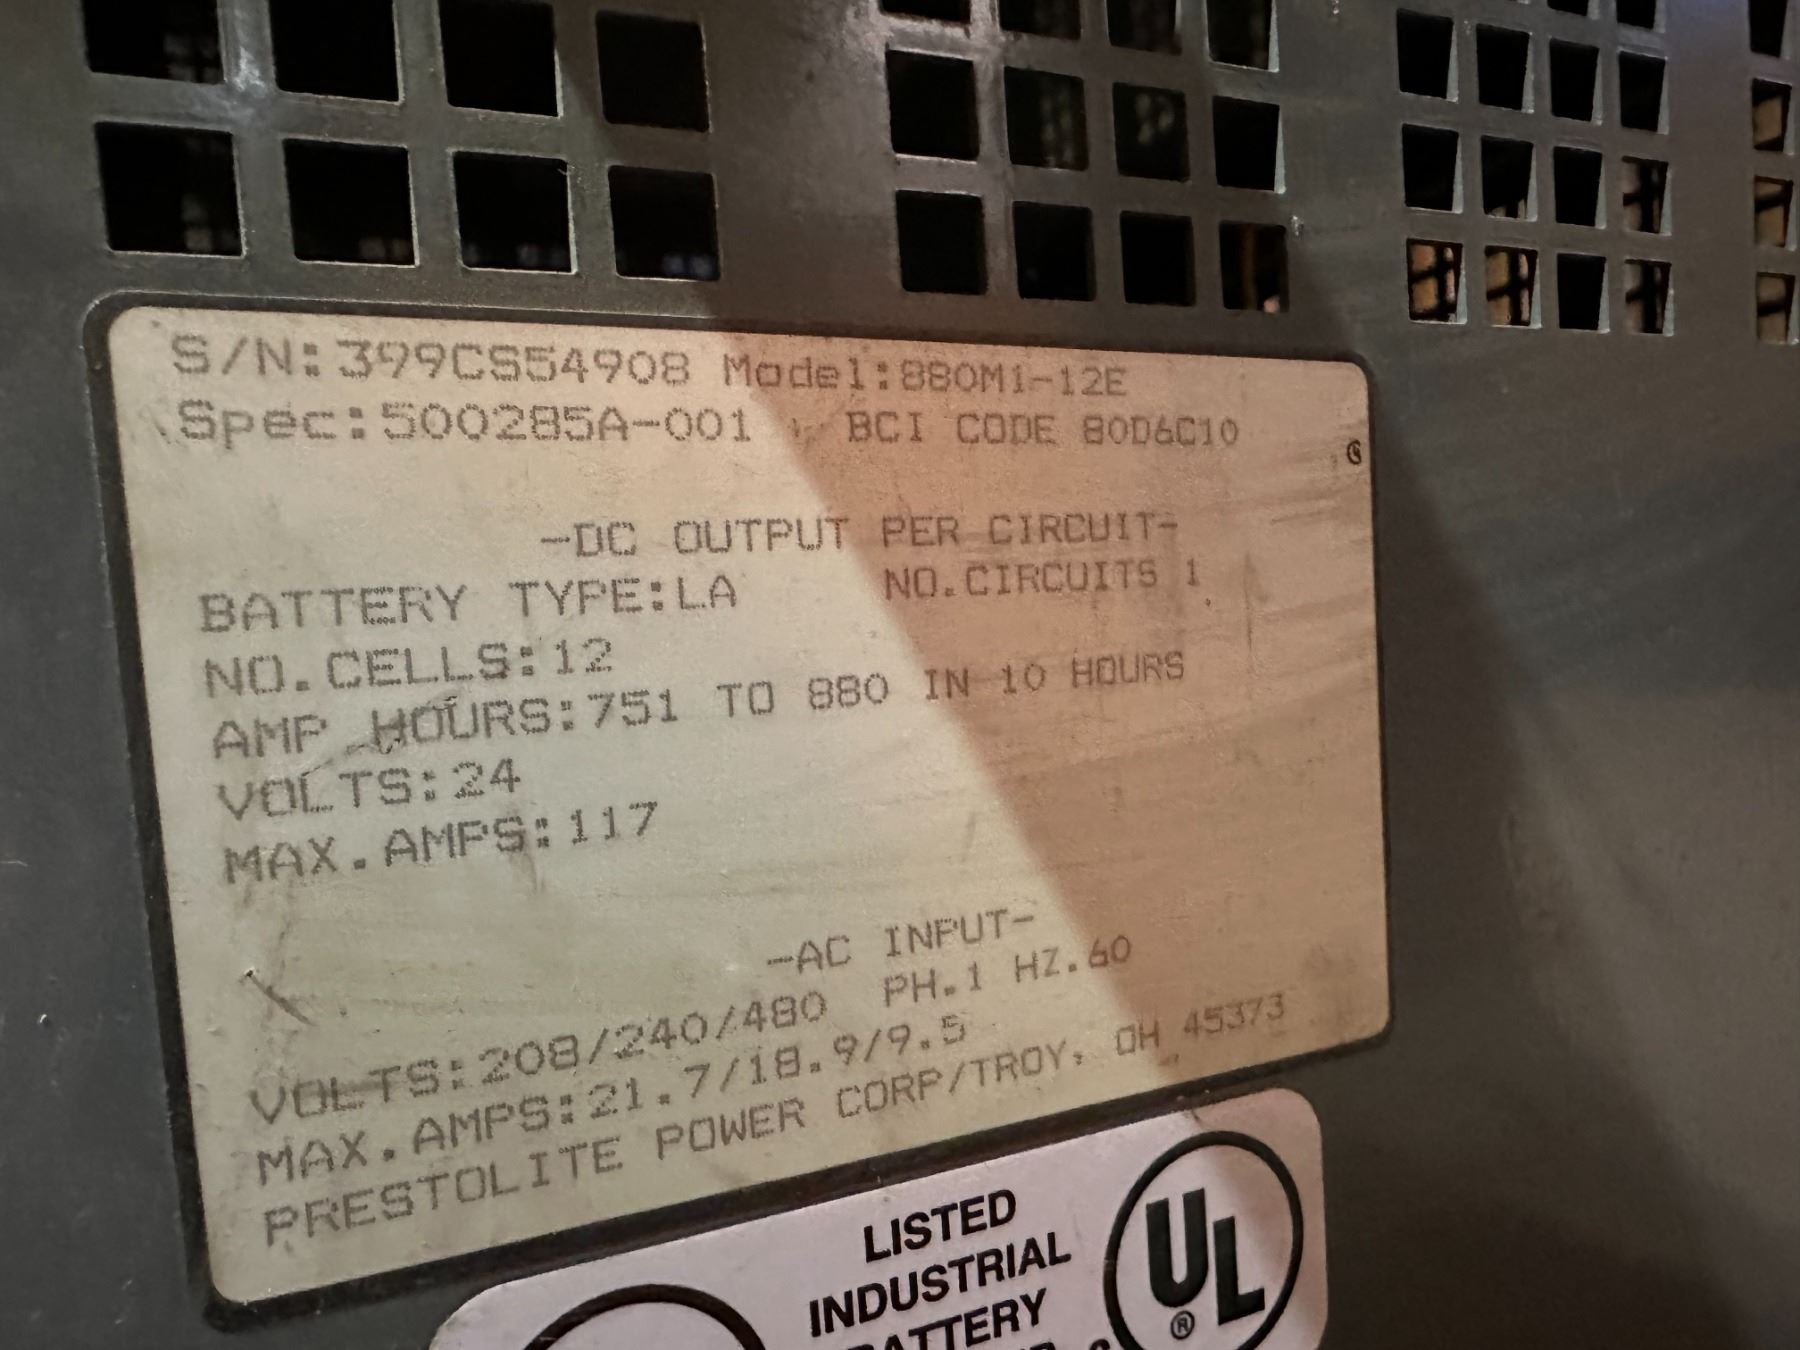 S/N:399CS54908 Model:880M1-12E
Spec:500285A-001 BCI CODE 80D6C10
-DC OUTPUT PER CIRCUIT-
BATTERY TYPE:LA NO.CIRCUITS 1
NO.CELLS:12
AMP HOURS:751 TO 880 IN 10 HOURS
VOLTS:24
MAX.AMPS:117
-AC INPUT-
VOLTS:208/240/480 PH.1 HZ.60
MAX.AMPS:21.7/18.9/9.5
PRESTOLITE POWER CORP/TROY, OH 45373
LISTED
INDUSTRIAL
BATTERY
UL
®